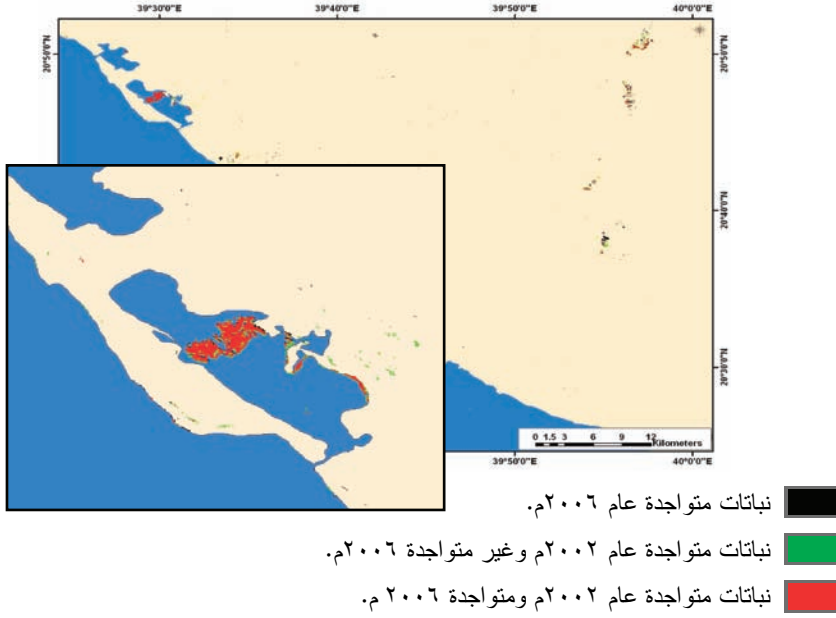 39°30'0"E 39°40'0"E 39°50'0"E 40°0'0"E
20°50'0"N 20°50'0"N
20°40'0"N
20°30'0"N
0 1.5 3 6 9 12 Kilometers
39°50'0"E 40°0'0"E
نباتات متواجدة عام ٢٠٠٦م.
نباتات متواجدة عام ٢٠٠٢م وغير متواجدة ٢٠٠٦م.
نباتات متواجدة عام ٢٠٠٢م ومتواجدة ٢٠٠٦ م.